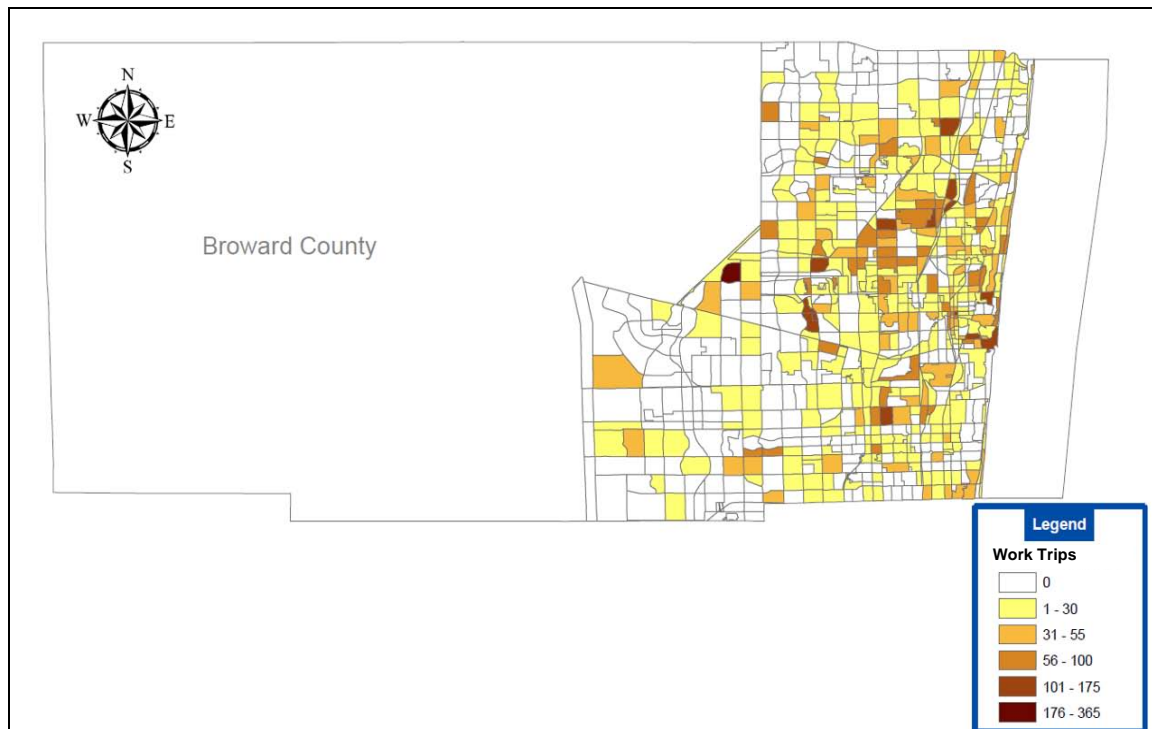 N
W E
S
Broward County
Legend
Work Trips
0
1 - 30
31 - 55
56 - 100
101 - 175
176 - 365